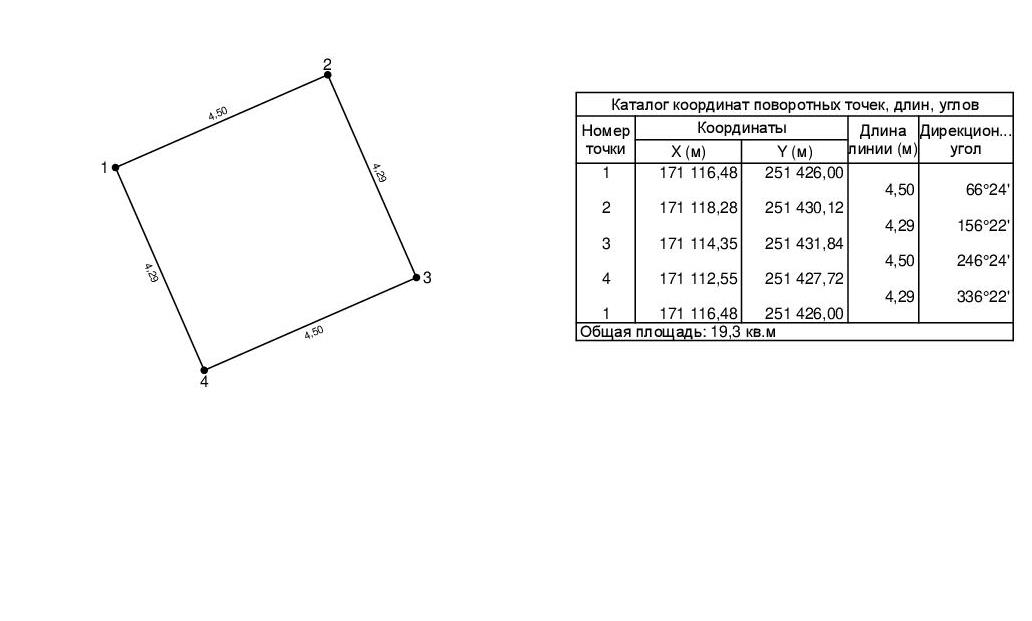 2
4,50
1
4,29
4,29
3
4,50
4
Каталог координат поворотных точек, длин, углов
Номер точки
Координаты
X (м)
Y (м)
Длина линии (м)
Дирекцион... угол
1 171 116,48 251 426,00
4,50 66°24'
2 171 118,28 251 430,12
4,29 156°22'
3 171 114,35 251 431,84
4,50 246°24'
4 171 112,55 251 427,72
4,29 336°22'
1 171 116,48 251 426,00
Общая площадь: 19,3 кв.м